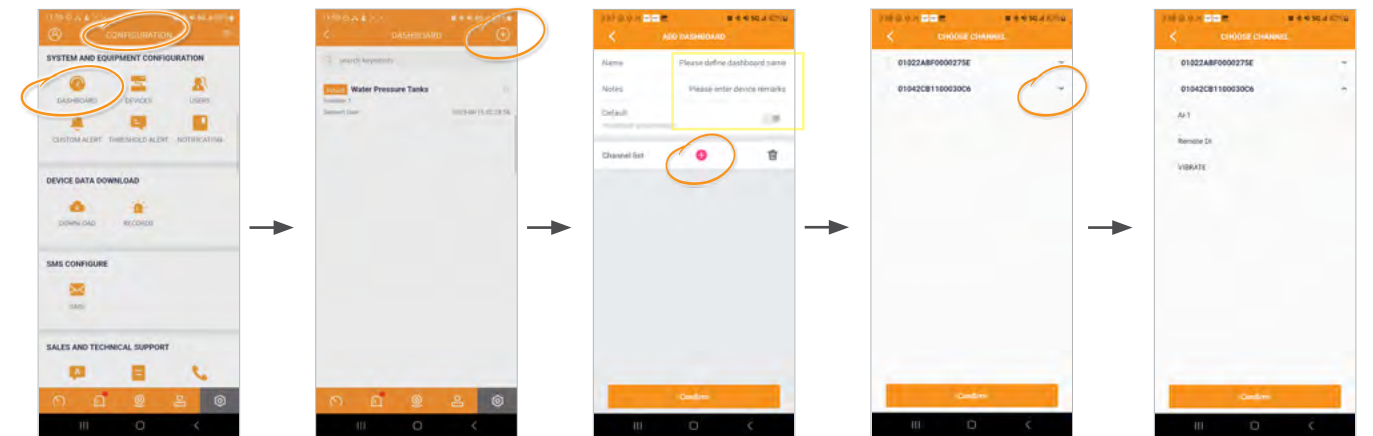 CONFIGURATION
SYSTEM AND EQUIPMENT CONFIGURATION
DASHBOARD DEVICES USERS
CUSTOM ALERT THRESHOLD ALERT NOTIFICATION
DEVICE DATA DOWNLOAD
DOWNLOAD RECORDS
SMS CONFIGURE
SMS
SALES AND TECHNICAL SUPPORT
DASHBOARD
search keywords
Default Water Pressure Tanks
ADD DASHBOARD
Name Please define dashboard name
Notes Please enter device remarks
Default
Channel list
Confirm
CHOOSE CHANNEL
01022ABF0000275E
01042CB1100030C6
Confirm
CHOOSE CHANNEL
01022ABF0000275E
01042CB1100030C6
AI-1
Remote DI
VIBRATE
Confirm